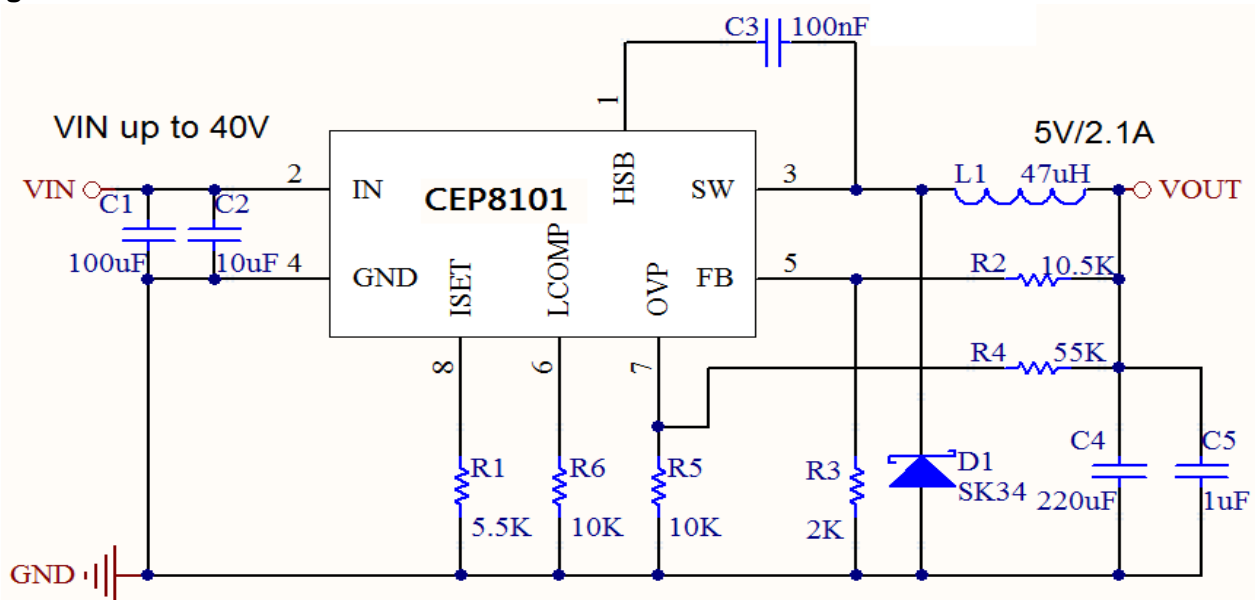 C3 100nF
1
VIN up to 40V
5V/2.1A
VIN
C1
C2
100uF
10uF
2
IN
CEP8101
HSB
SW
3
L1 47uH
VOUT
4
GND
ISET
LCOMP
OVP
FB
5
R2 10.5K
8
6
7
R4 55K
R1
5.5K
R6
10K
R5
10K
R3
2K
D1
SK34
C4
220uF
C5
1uF
GND